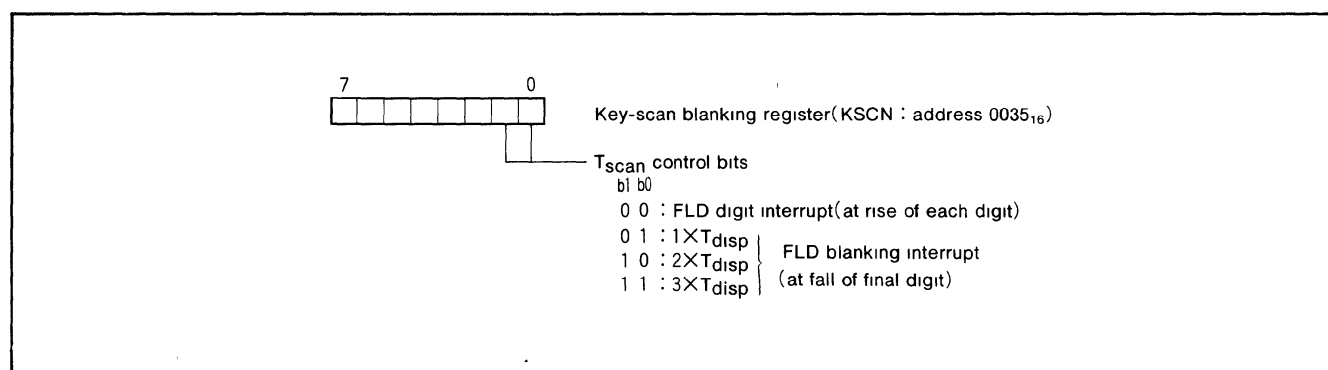 7 0
Key-scan blanking register(KSCN : address 0035₁₆)
Tscan control bits
b1 b0
0 0 : FLD digit interrupt(at rise of each digit)
0 1 : 1×Tdisp
1 0 : 2×Tdisp
1 1 : 3×Tdisp
FLD blanking interrupt
(at fall of final digit)